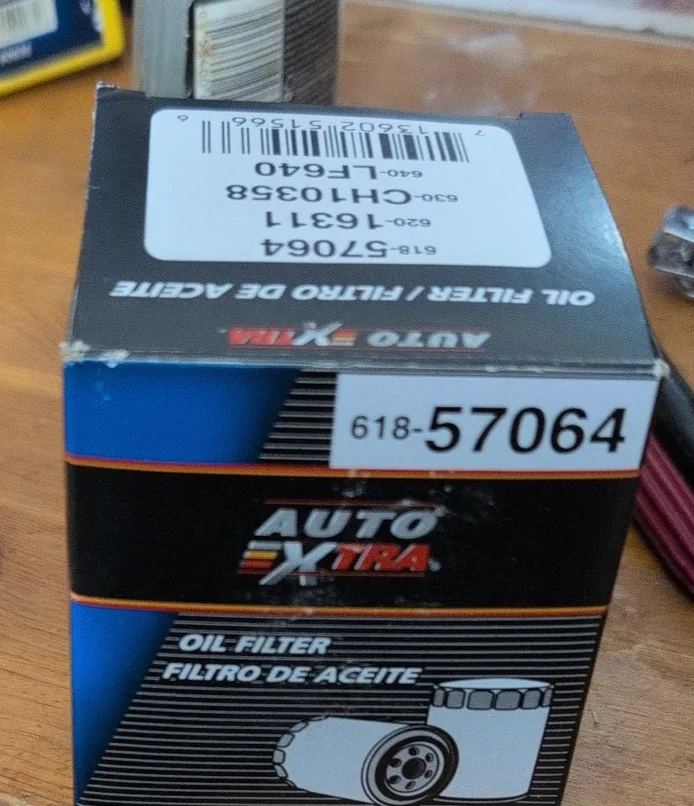 AUTO EXTRA
OIL FILTER / FILTRO DE ACEITE
618-57064
620-16311
630-CH10358
640-LF640
7 13602 51566 6
618-57064
AUTO
EXTRA
OIL FILTER
FILTRO DE ACEITE